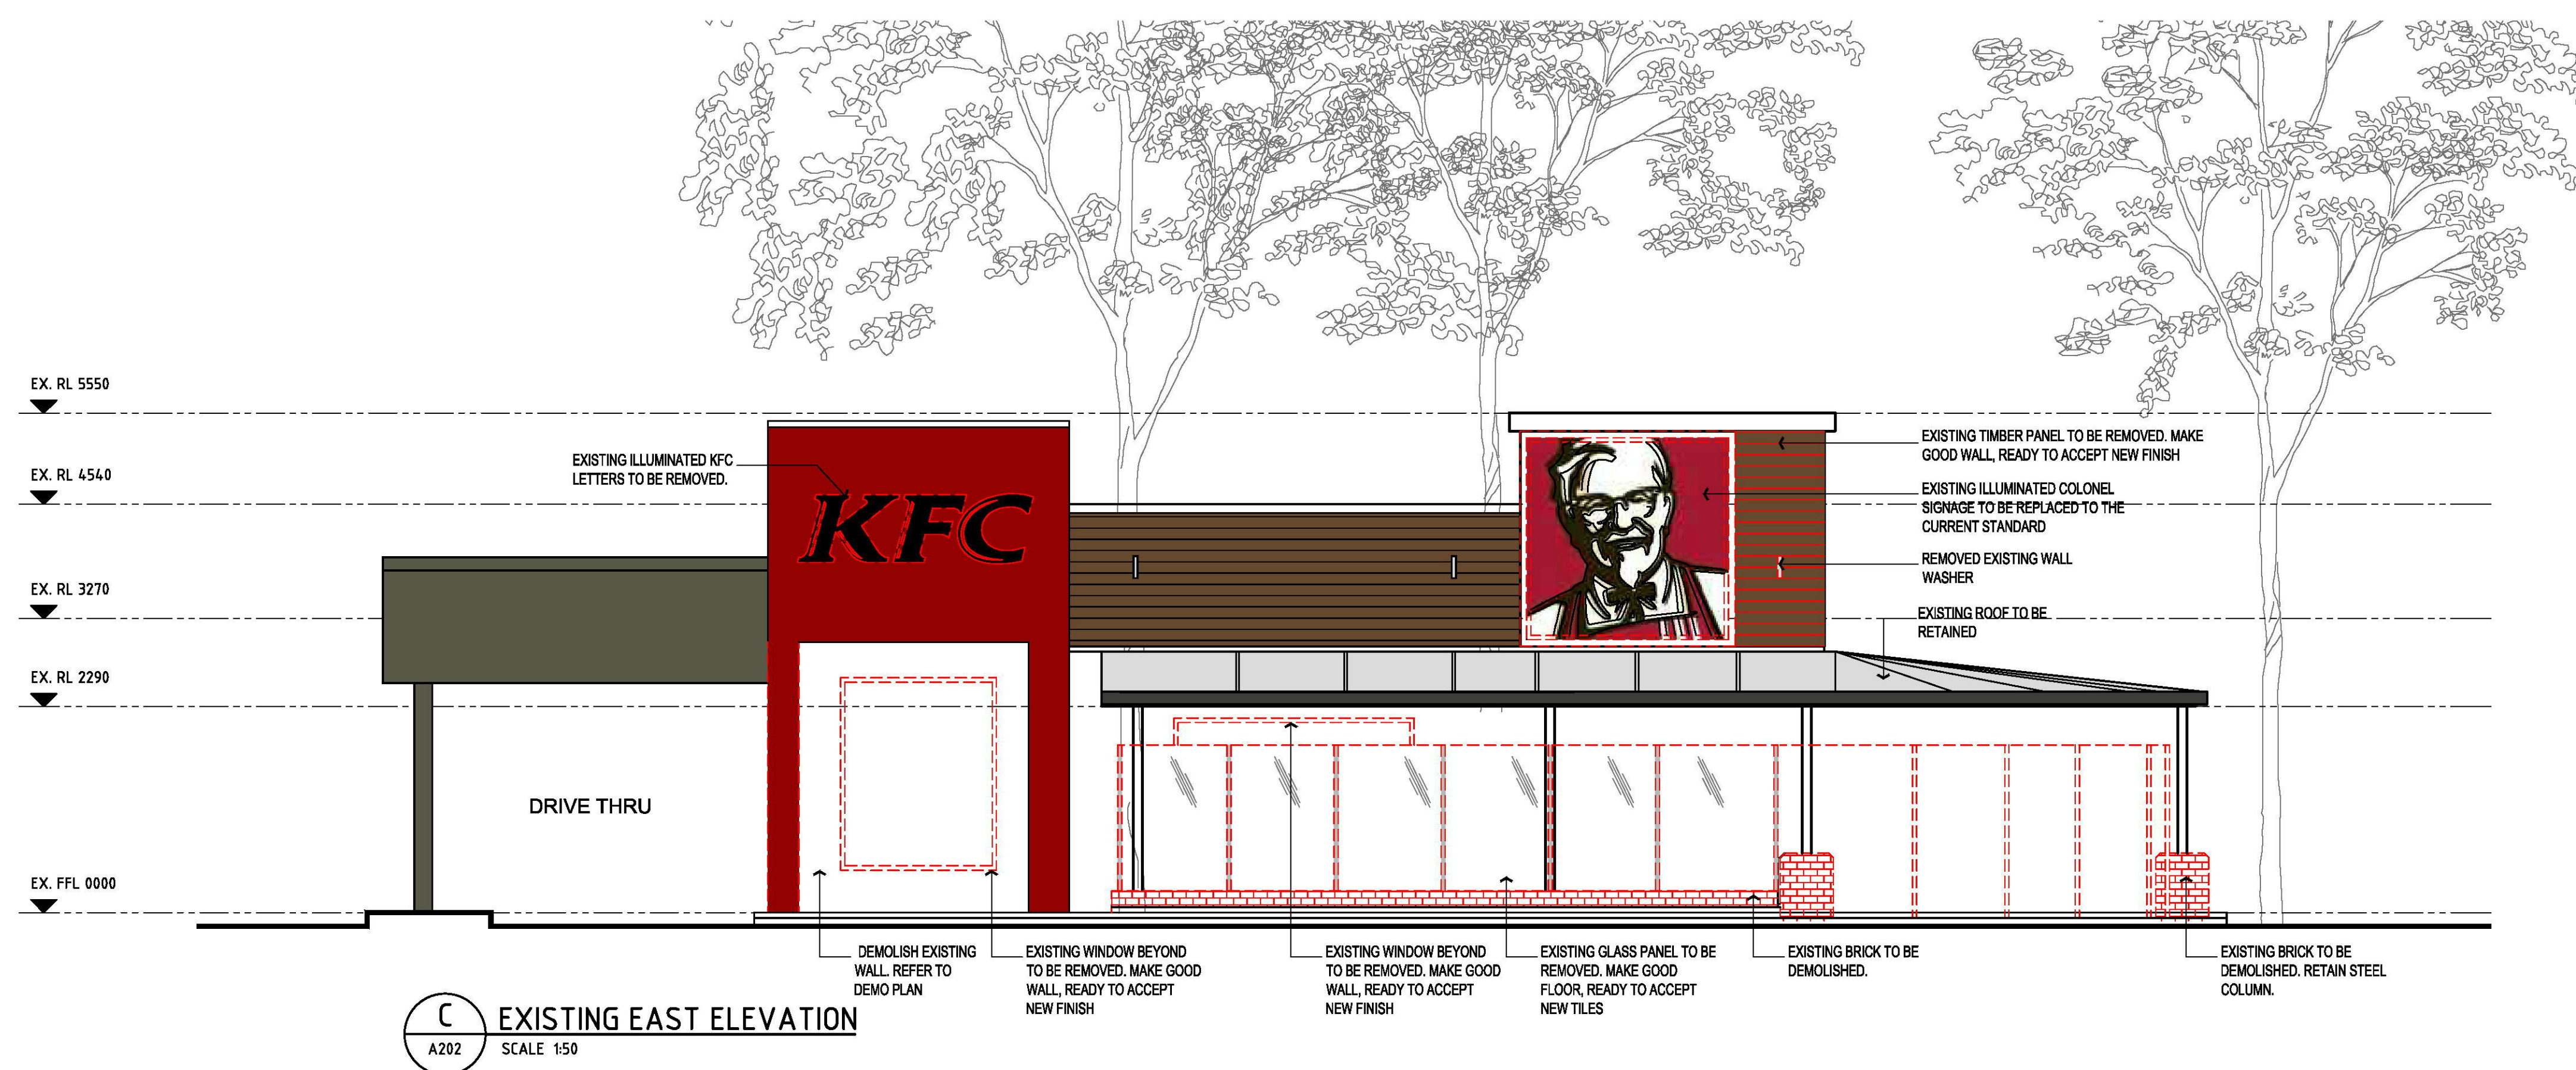 EX. RL 5550
EX. RL 4540
EX. RL 3270
EX. RL 2290
EX. FFL 0000
EXISTING ILLUMINATED KFC
LETTERS TO BE REMOVED.
KFC
DRIVE THRU
EXISTING TIMBER PANEL TO BE REMOVED. MAKE
GOOD WALL, READY TO ACCEPT NEW FINISH
EXISTING ILLUMINATED COLONEL
SIGNAGE TO BE REPLACED TO THE
CURRENT STANDARD
REMOVED EXISTING WALL
WASHER
EXISTING ROOF TO BE
RETAINED
DEMOLISH EXISTING
WALL. REFER TO
DEMO PLAN
EXISTING WINDOW BEYOND
TO BE REMOVED. MAKE GOOD
WALL, READY TO ACCEPT
NEW FINISH
EXISTING WINDOW BEYOND
TO BE REMOVED. MAKE GOOD
WALL, READY TO ACCEPT
NEW FINISH
EXISTING GLASS PANEL TO BE
REMOVED. MAKE GOOD
FLOOR, READY TO ACCEPT
NEW TILES
EXISTING BRICK TO BE
DEMOLISHED.
EXISTING BRICK TO BE
DEMOLISHED. RETAIN STEEL
COLUMN.
C
A202
EXISTING EAST ELEVATION
SCALE 1:50